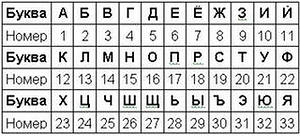 Буква А Б В Г Д Е Ё Ж З И Й
Номер 1 2 3 4 5 6 7 8 9 10 11
Буква К Л М Н О П Р С Т У Ф
Номер 12 13 14 15 16 17 18 19 20 21 22
Буква Х Ц Ч Ш Щ Ь Ы Ъ Э Ю Я
Номер 23 24 25 26 27 28 29 30 31 32 33